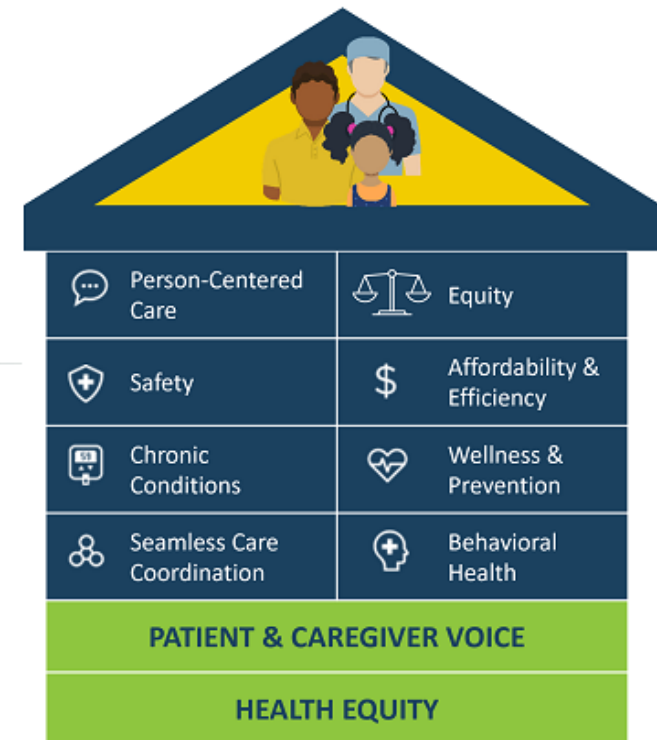 Person-Centered
Care
Equity
Safety
$
Affordability &
Efficiency
Chronic
Conditions
Wellness &
Prevention
Seamless Care
Coordination
Behavioral
Health
PATIENT & CAREGIVER VOICE
HEALTH EQUITY